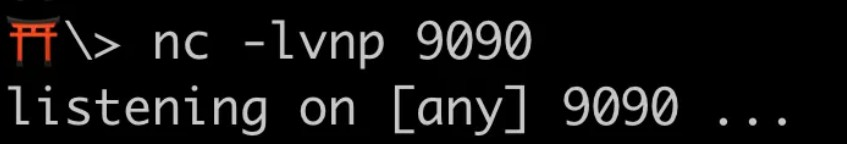 ⛩\> nc -lvnp 9090
listening on [any] 9090 ...